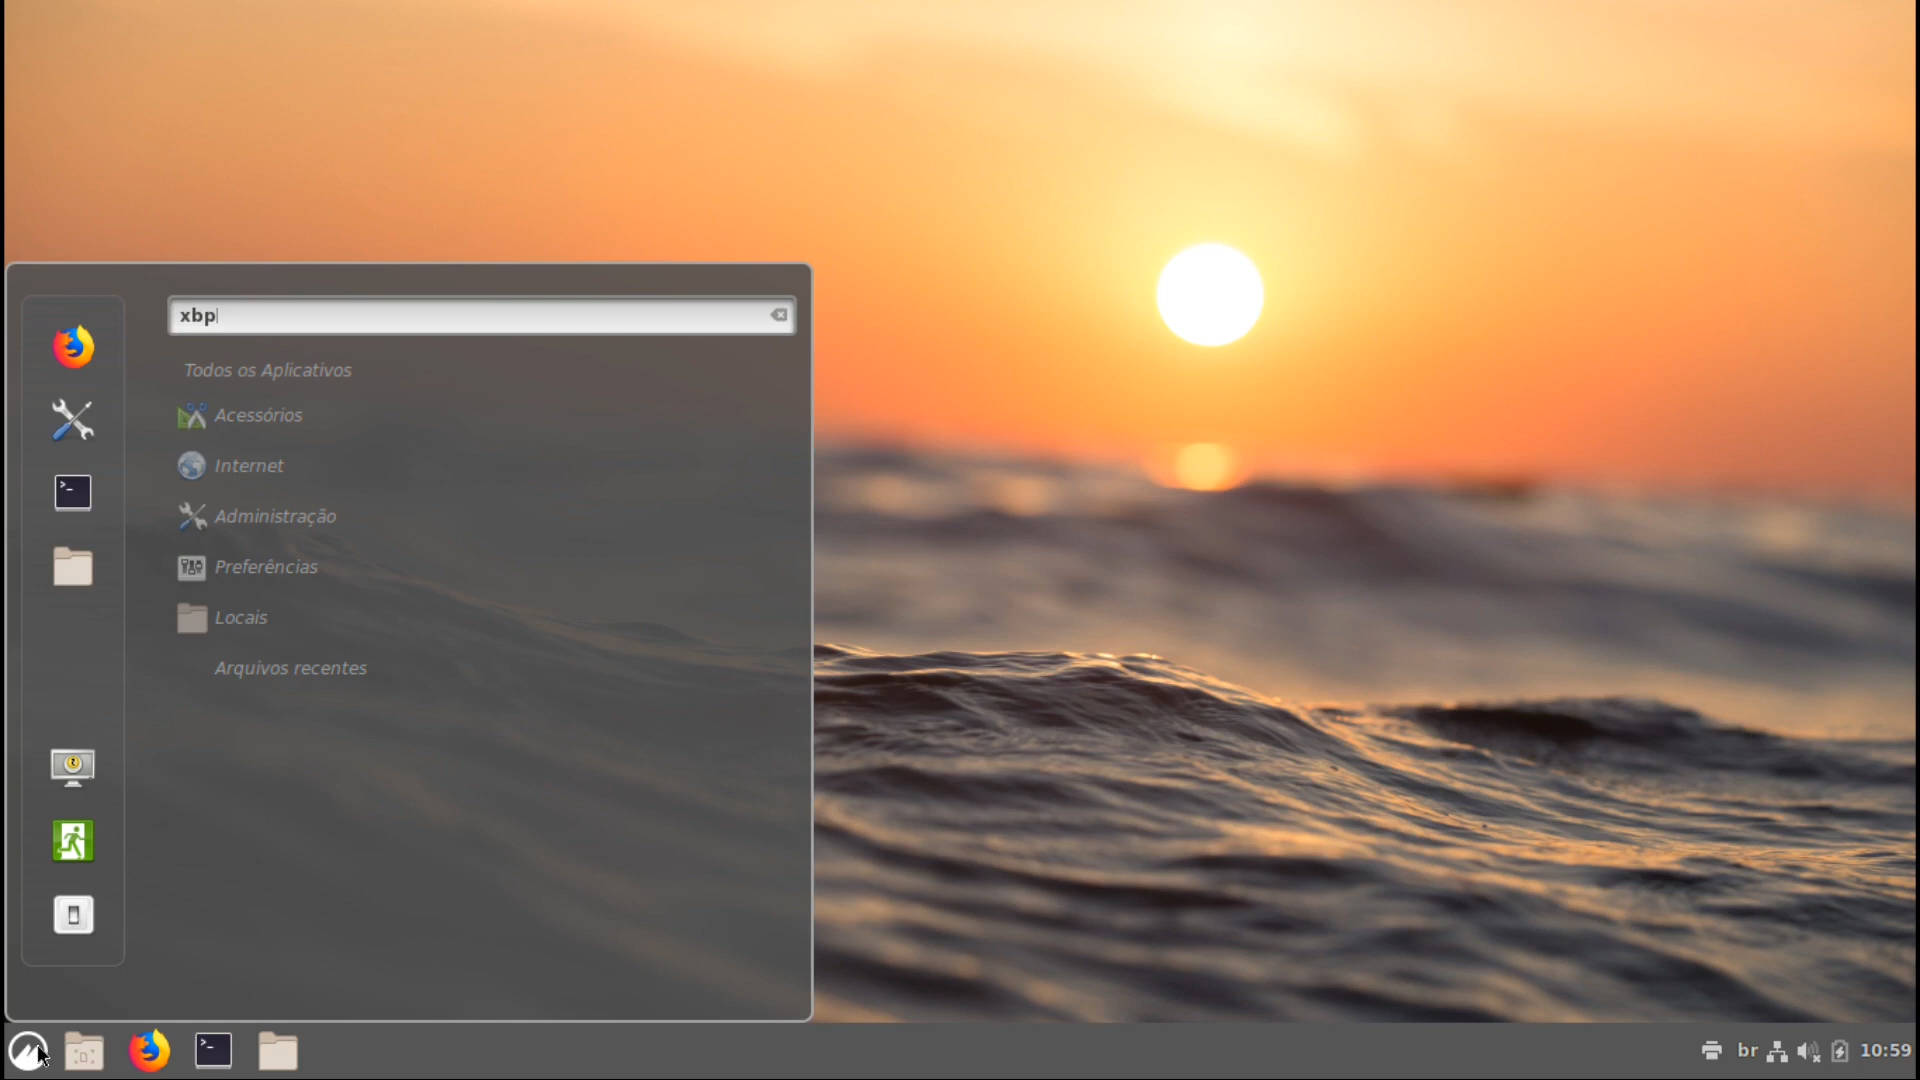 xbp
Todos os Aplicativos
Acessórios
Internet
Administração
Preferências
Locais
Arquivos recentes
br 10:59